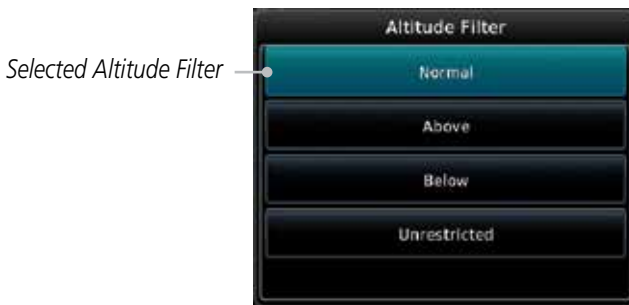 Altitude Filter
Selected Altitude Filter
Normal
Above
Below
Unrestricted